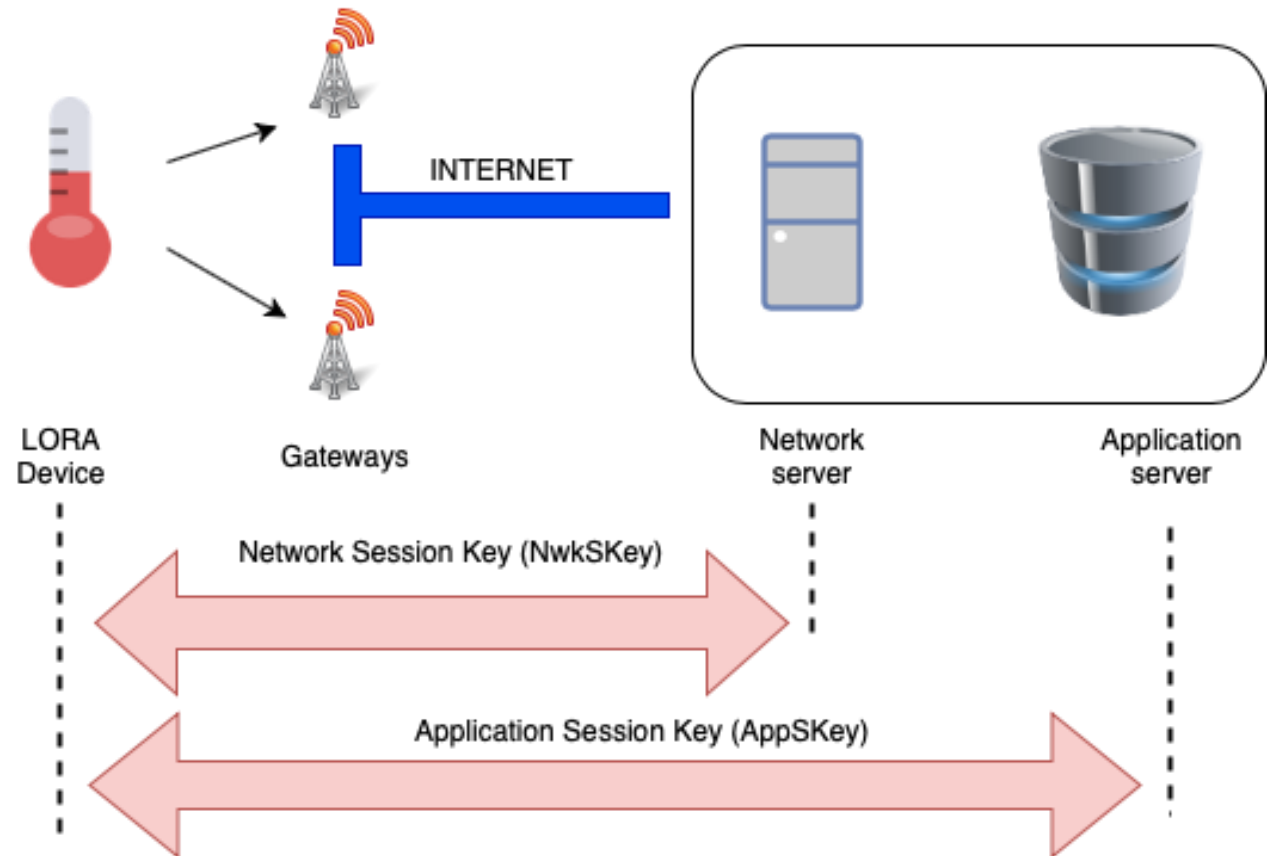 INTERNET
LORA
Device
Gateways
Network
server
Application
server
Network Session Key (NwkSKey)
Application Session Key (AppSKey)